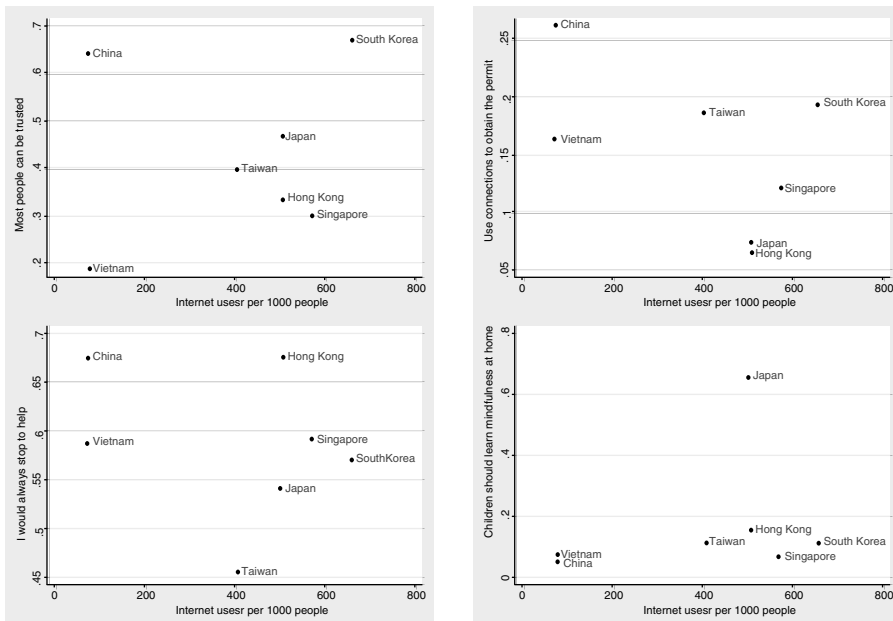 Most people can be trusted
.7
.6
.5
.4
.3
.2
China
South Korea
Japan
Taiwan
Hong Kong
Singapore
Vietnam
0 200 400 600 800
Internet usesr per 1000 people
Use connections to obtain the permit
.25
.2
.15
.1
.05
China
South Korea
Taiwan
Vietnam
Singapore
Japan
Hong Kong
0 200 400 600 800
Internet usesr per 1000 people
I would always stop to help
.7
.65
.6
.55
.5
.45
China
Hong Kong
Vietnam
Singapore
SouthKorea
Japan
Taiwan
0 200 400 600 800
Internet usesr per 1000 people
Children should learn mindfulness at home
.8
.6
.4
.2
0
Japan
Hong Kong
Taiwan
South Korea
Vietnam
Singapore
China
0 200 400 600 800
Internet usesr per 1000 people